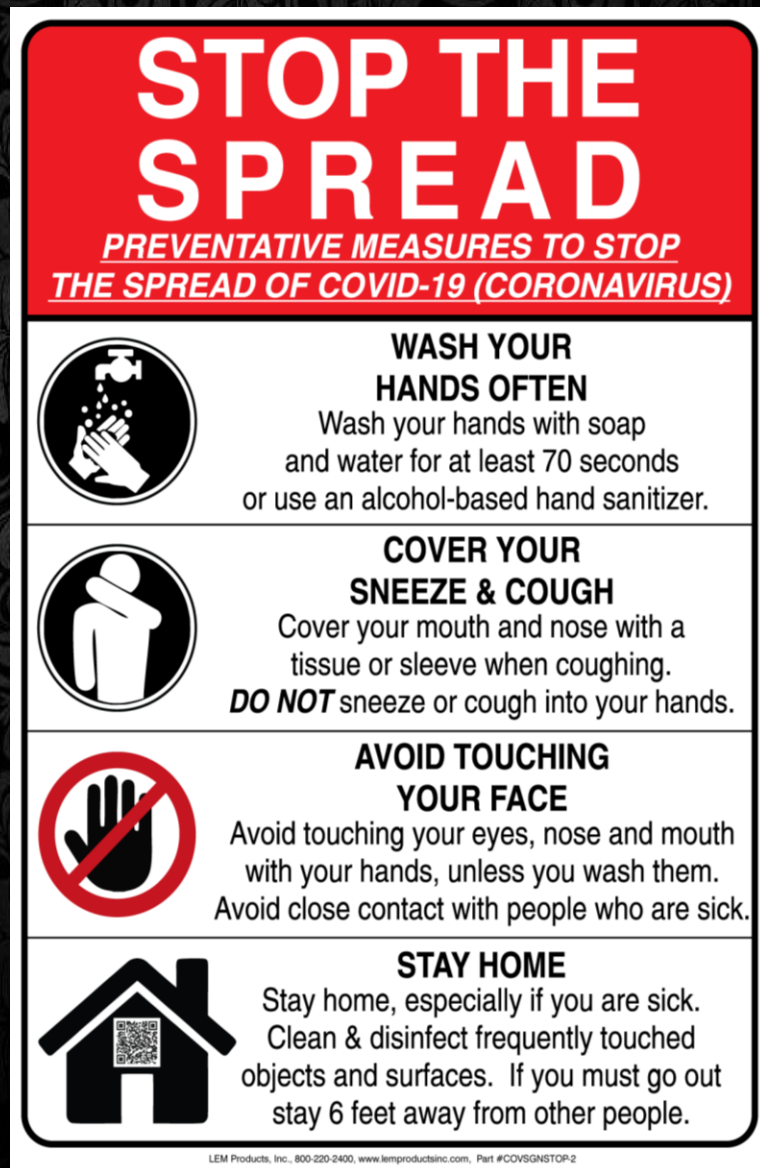 STOP THE
SPREAD
PREVENTATIVE MEASURES TO STOP
THE SPREAD OF COVID-19 (CORONAVIRUS)
WASH YOUR
HANDS OFTEN
Wash your hands with soap
and water for at least 70 seconds
or use an alcohol-based hand sanitizer.
COVER YOUR
SNEEZE & COUGH
Cover your mouth and nose with a
tissue or sleeve when coughing.
DO NOT sneeze or cough into your hands.
AVOID TOUCHING
YOUR FACE
Avoid touching your eyes, nose and mouth
with your hands, unless you wash them.
Avoid close contact with people who are sick.
STAY HOME
Stay home, especially if you are sick.
Clean & disinfect frequently touched
objects and surfaces.  If you must go out
stay 6 feet away from other people.
LEM Products, Inc., 800-220-2400, www.lemproductsinc.com,  Part #COVSGNSTOP-2